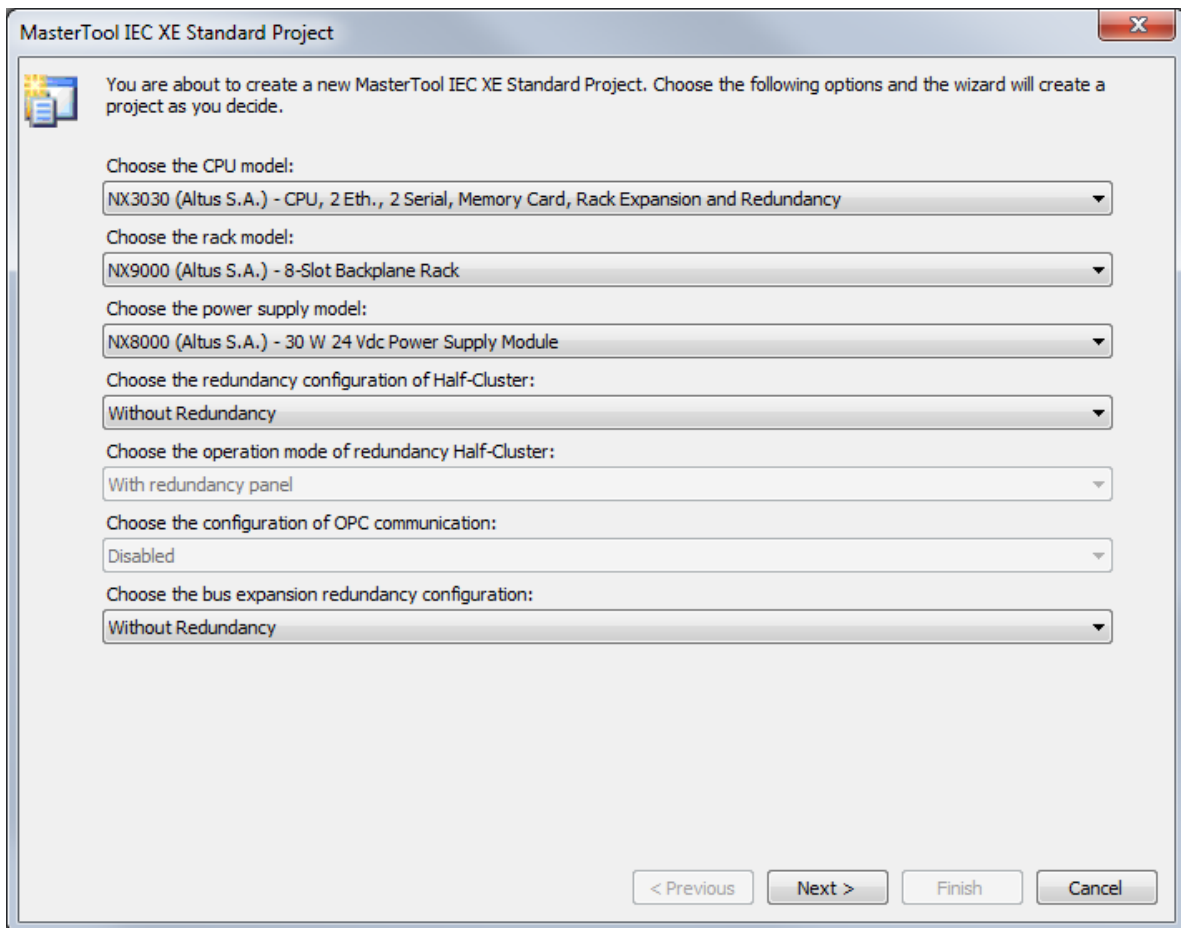 MasterTool IEC XE Standard Project
You are about to create a new MasterTool IEC XE Standard Project. Choose the following options and the wizard will create a
project as you decide.
Choose the CPU model:
NX3030 (Altus S.A.) - CPU, 2 Eth., 2 Serial, Memory Card, Rack Expansion and Redundancy
Choose the rack model:
NX9000 (Altus S.A.) - 8-Slot Backplane Rack
Choose the power supply model:
NX8000 (Altus S.A.) - 30 W 24 Vdc Power Supply Module
Choose the redundancy configuration of Half-Cluster:
Without Redundancy
Choose the operation mode of redundancy Half-Cluster:
With redundancy panel
Choose the configuration of OPC communication:
Disabled
Choose the bus expansion redundancy configuration:
Without Redundancy
< Previous Next > Finish Cancel